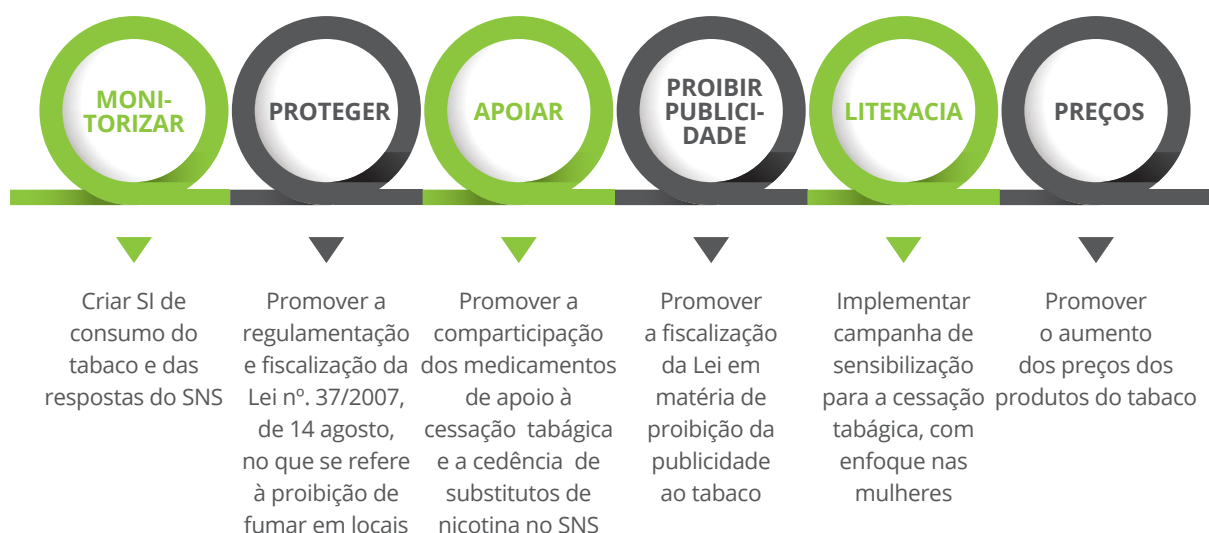 MONI-
TORIZAR
PROTEGER
APOIAR
PROIBIR
PUBLICI-
DADE
LITERACIA
PREÇOS
Criar SI de
consumo do
tabaco e das
respostas do SNS
Promover a
regulamentação
e fiscalização da
Lei nº. 37/2007,
de 14 agosto,
no que se refere
à proibição de
fumar em locais
Promover a
comparticipação
dos medicamentos
de apoio à
cessação tabágica
e a cedência de
substitutos de
nicotina no SNS
Promover
a fiscalização
da Lei em
matéria de
proibição da
publicidade
ao tabaco
Implementar
campanha de
sensibilização
para a cessação
tabágica, com
enfoque nas
mulheres
Promover
o aumento
dos preços dos
produtos do tabaco